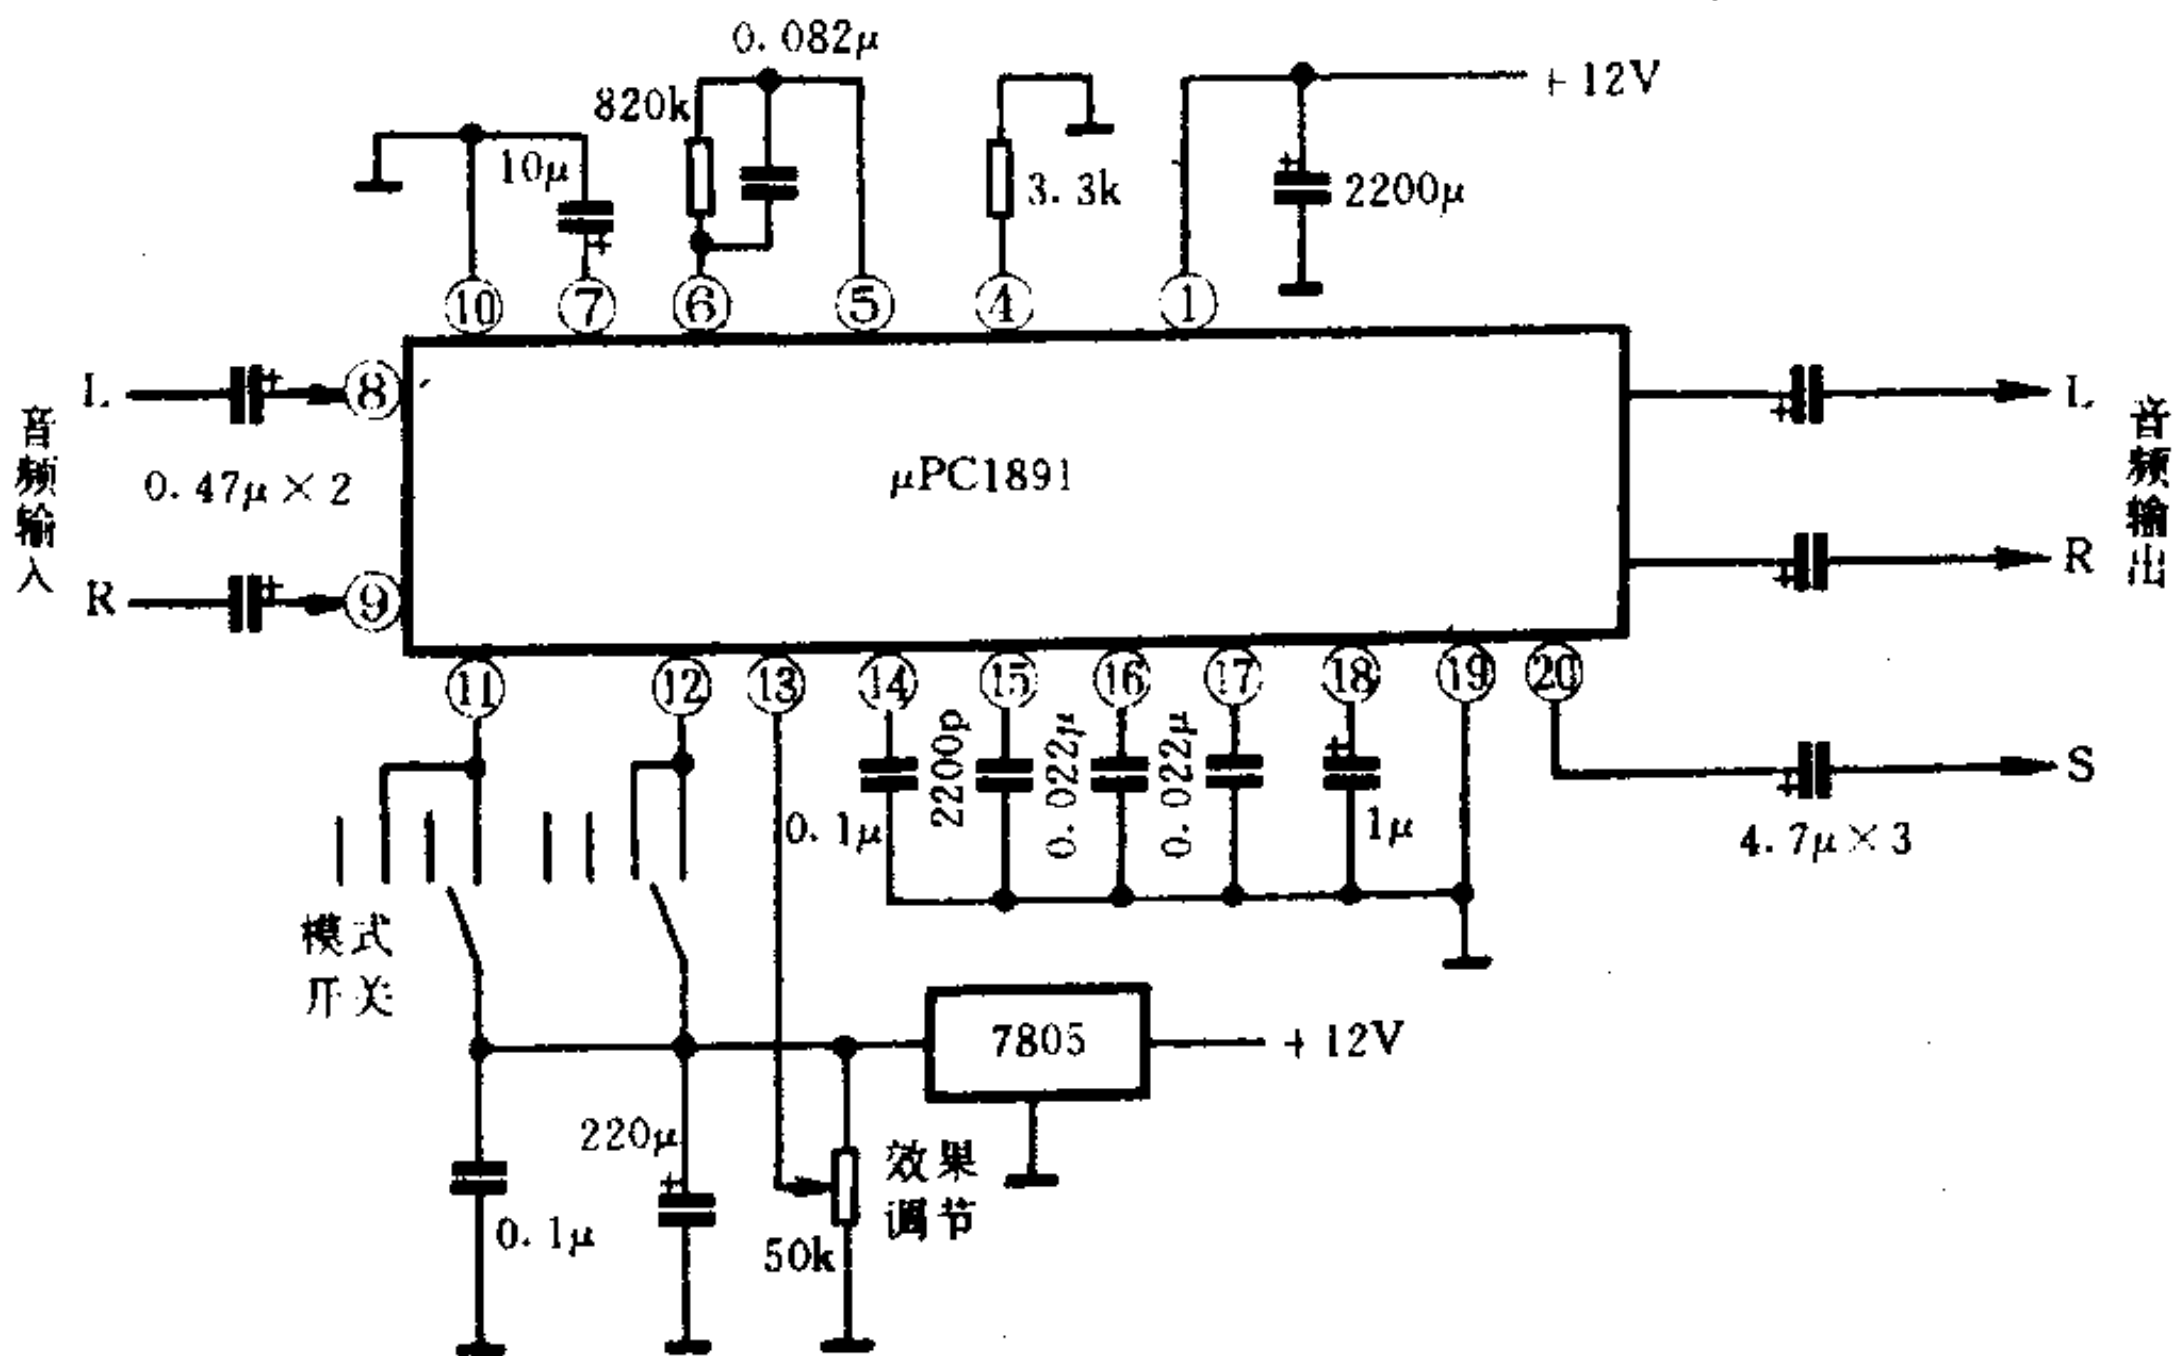 0.082μ
820k
+12V
10μ
3.3k
2200μ
⑩
⑦
⑥
⑤
④
①
L
⑧
L
音频输入
0.47μ×2
μPC1891
音频输出
R
⑨
R
⑪
⑫
⑬
⑭
⑮
⑯
⑰
⑱
⑲
⑳
0.1μ
2200p
0.022μ
0.022μ
1μ
S
4.7μ×3
模式
开关
7805
+12V
220μ
效果
调节
0.1μ
50k